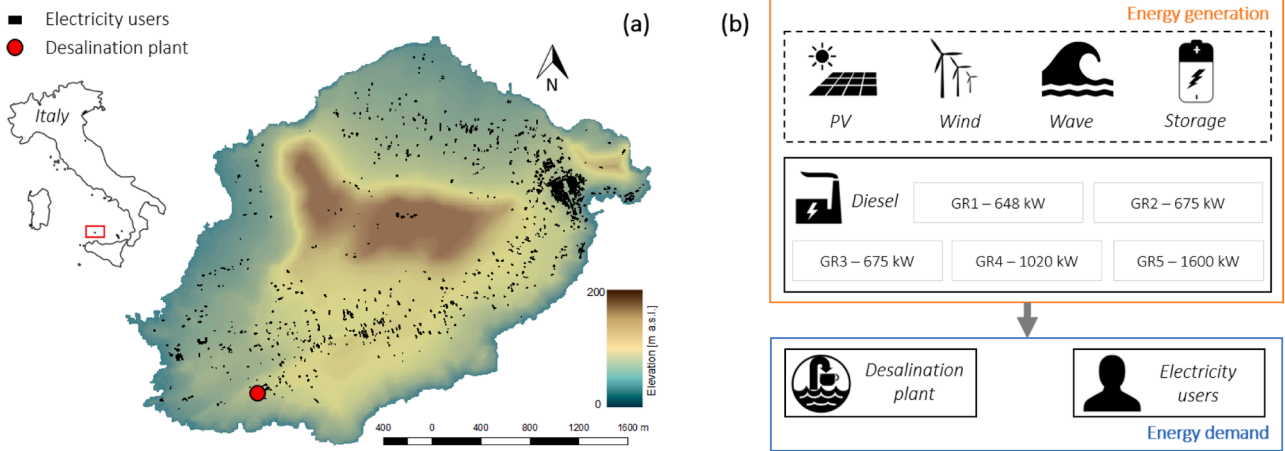 Electricity users
Desalination plant
(a)
N
Italy
200
0
Elevation [m a.s.l.]
400 0 400 800 1200 1600 m
(b)
Energy generation
PV
Wind
Wave
Storage
Diesel
GR1 – 648 kW
GR2 – 675 kW
GR3 – 675 kW
GR4 – 1020 kW
GR5 – 1600 kW
Desalination
plant
Electricity
users
Energy demand